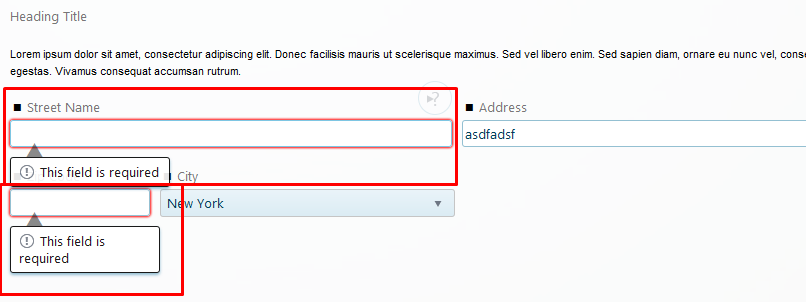 Heading Title
Lorem ipsum dolor sit amet, consectetur adipiscing elit. Donec facilisis mauris ut scelerisque maximus. Sed vel libero enim. Sed sapien diam, ornare eu nunc vel,
egestas. Vivamus consequat accumsan rutrum.
?
Street Name
Address
asdfadsf
This field is required
City
New York
This field is
required